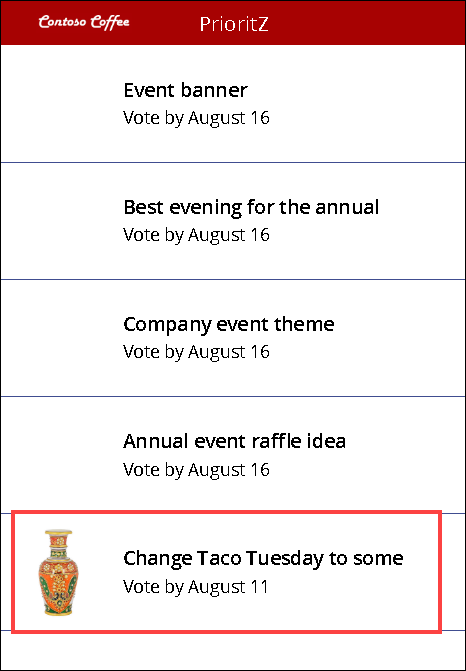 Contoso Coffee
PrioritZ
Event banner
Vote by August 16
Best evening for the annual
Vote by August 16
Company event theme
Vote by August 16
Annual event raffle idea
Vote by August 16
Change Taco Tuesday to some
Vote by August 11